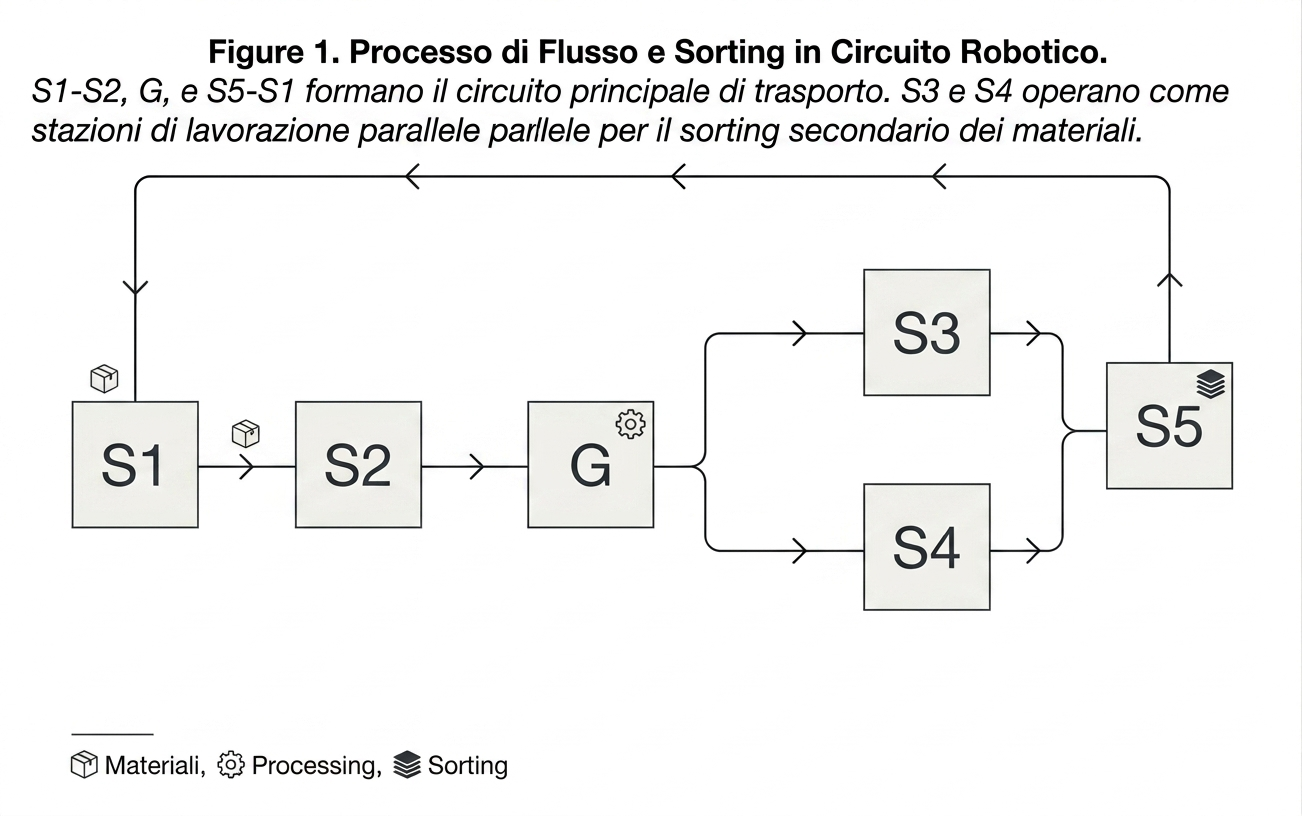 Figure 1. Processo di Flusso e Sorting in Circuito Robotico.
S1-S2, G, e S5-S1 formano il circuito principale di trasporto. S3 e S4 operano come
stazioni di lavorazione parallele parllele per il sorting secondario dei materiali.
S3
S5
S1
S2
G
S4
Materiali, Processing, Sorting